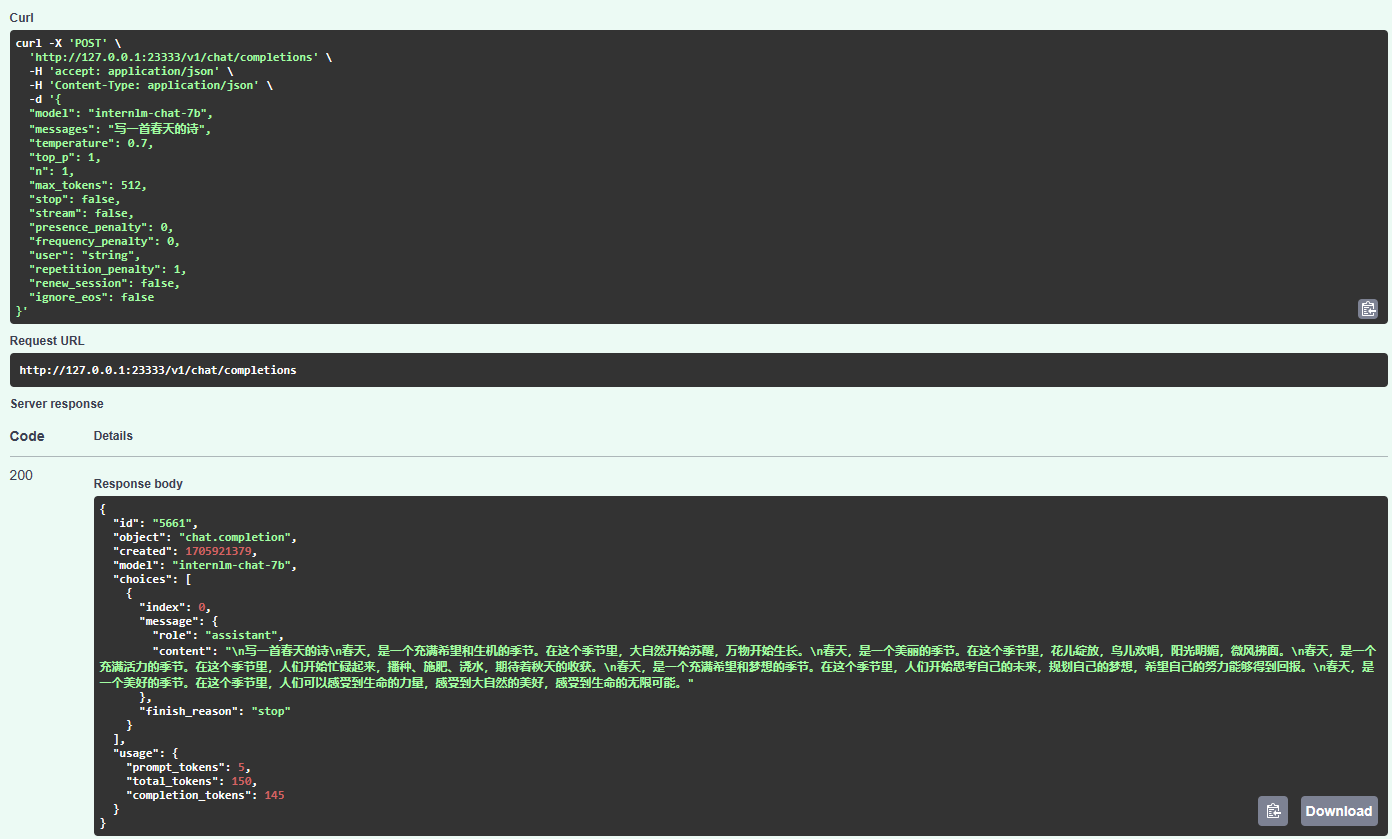 Curl
curl -X 'POST' \
  'http://127.0.0.1:23333/v1/chat/completions' \
  -H 'accept: application/json' \
  -H 'Content-Type: application/json' \
  -d '{
  "model": "internlm-chat-7b",
  "messages": "写一首春天的诗",
  "temperature": 0.7,
  "top_p": 1,
  "n": 1,
  "max_tokens": 512,
  "stop": false,
  "stream": false,
  "presence_penalty": 0,
  "frequency_penalty": 0,
  "user": "string",
  "repetition_penalty": 1,
  "renew_session": false,
  "ignore_eos": false
}'
Request URL
http://127.0.0.1:23333/v1/chat/completions
Server response
Code Details
200
Response body
{
  "id": "5661",
  "object": "chat.completion",
  "created": 1705921379,
  "model": "internlm-chat-7b",
  "choices": [
    {
      "index": 0,
      "message": {
        "role": "assistant",
        "content": "\n写一首春天的诗\n春天，是一个充满希望和生机的季节。在这个季节里，大自然开始苏醒，万物开始生长。\n春天，是一个美丽的季节。在这个季节里，花儿绽放，鸟儿欢唱，阳光明媚，微风拂面。\n春天，是一个
充满活力的季节。在这个季节里，人们开始忙碌起来，播种、施肥、浇水，期待着秋天的收获。\n春天，是一个充满希望和梦想的季节。在这个季节里，人们开始思考自己的未来，规划自己的梦想，希望自己的努力能够得到回报。\n春天，是
一个美好的季节。在这个季节里，人们可以感受到生命的力量，感受到大自然的美好，感受到生命的无限可能。"
      },
      "finish_reason": "stop"
    }
  ],
  "usage": {
    "prompt_tokens": 5,
    "total_tokens": 150,
    "completion_tokens": 145
  }
}
Download